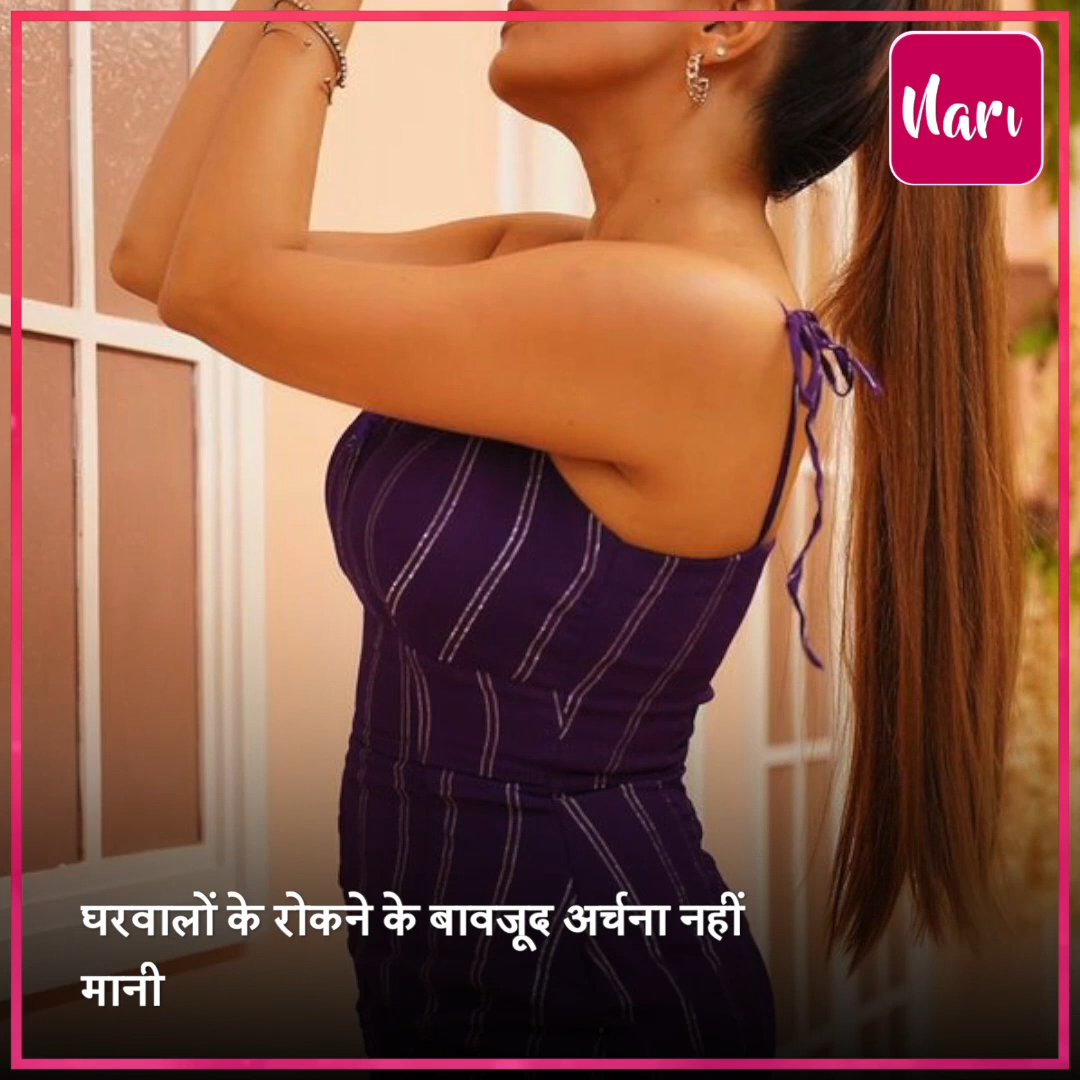 Nari
घरवालों के रोकने के बावजूद अर्चना नहीं
मानी